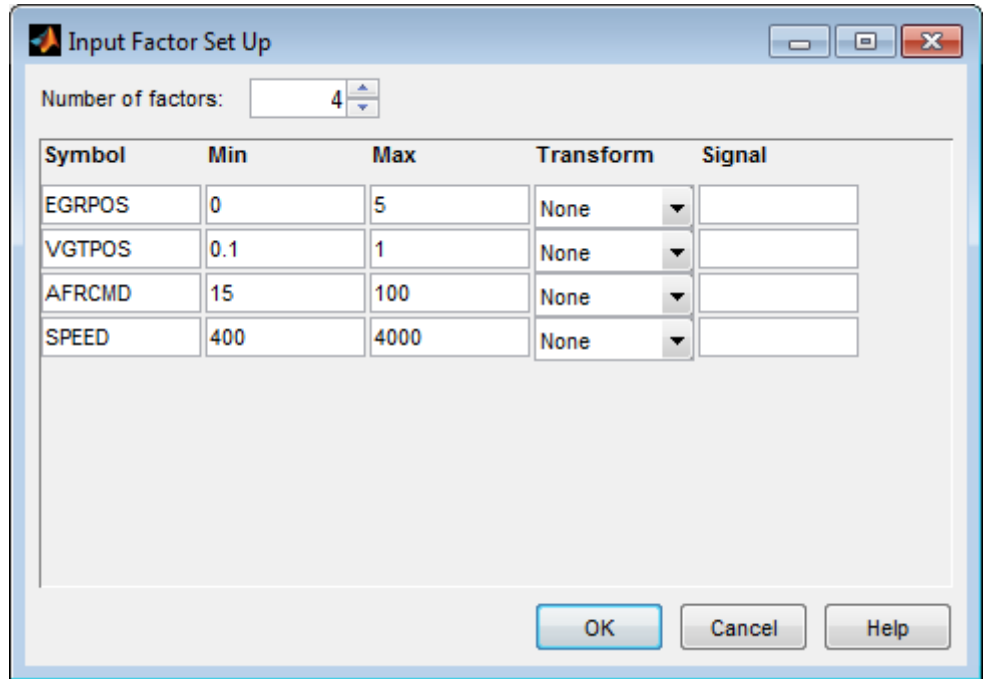 Input Factor Set Up
Number of factors: 4
Symbol Min Max Transform Signal
EGRPOS 0 5 None
VGTPOS 0.1 1 None
AFRCMD 15 100 None
SPEED 400 4000 None
OK Cancel Help